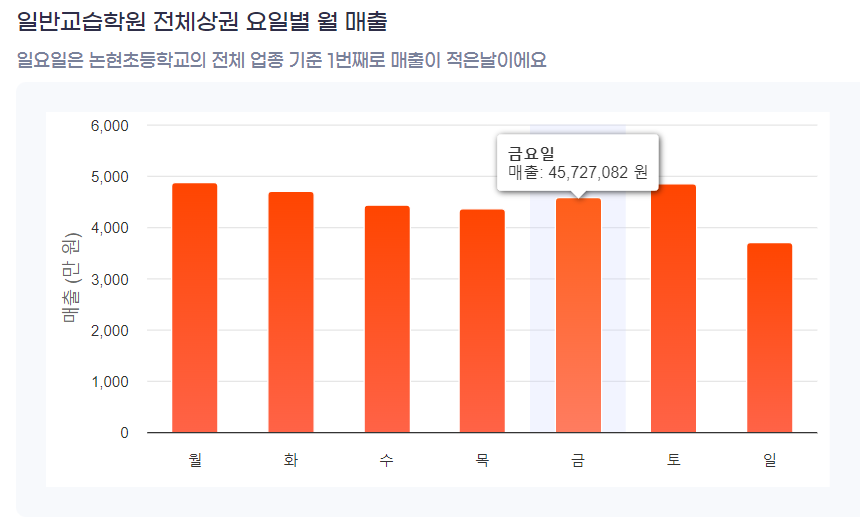 일반교습학원 전체상권 요일별 월 매출
일요일은 논현초등학교의 전체 업종 기준 1번째로 매출이 적은날이에요
6,000
5,000
4,000
3,000
2,000
1,000
0
매출 (만 원)
금요일
매출: 45,727,082 원
월 화 수 목 금 토 일